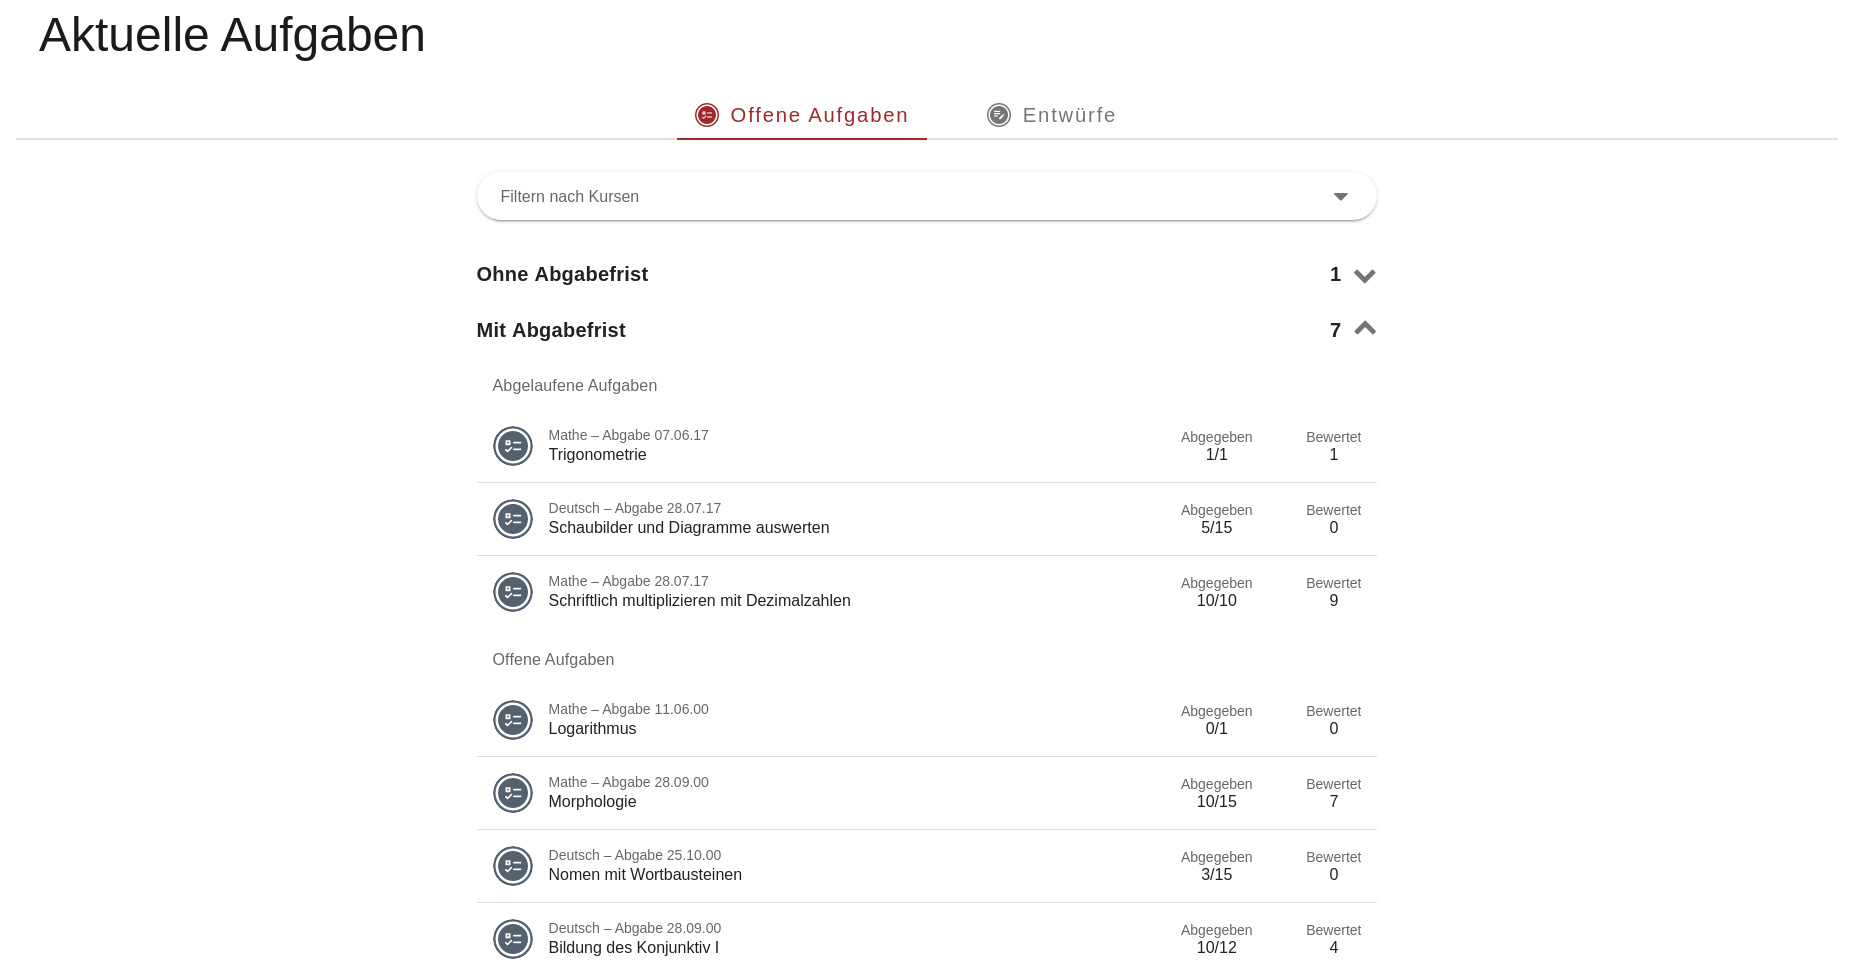 Aktuelle Aufgaben
Offene Aufgaben
Entwürfe
Filtern nach Kursen
Ohne Abgabefrist 1
Mit Abgabefrist 7
Abgelaufene Aufgaben
Mathe – Abgabe 07.06.17 Abgegeben Bewertet
Trigonometrie 1/1 1
Deutsch – Abgabe 28.07.17 Abgegeben Bewertet
Schaubilder und Diagramme auswerten 5/15 0
Mathe – Abgabe 28.07.17 Abgegeben Bewertet
Schriftlich multiplizieren mit Dezimalzahlen 10/10 9
Offene Aufgaben
Mathe – Abgabe 11.06.00 Abgegeben Bewertet
Logarithmus 0/1 0
Mathe – Abgabe 28.09.00 Abgegeben Bewertet
Morphologie 10/15 7
Deutsch – Abgabe 25.10.00 Abgegeben Bewertet
Nomen mit Wortbausteinen 3/15 0
Deutsch – Abgabe 28.09.00 Abgegeben Bewertet
Bildung des Konjunktiv I 10/12 4